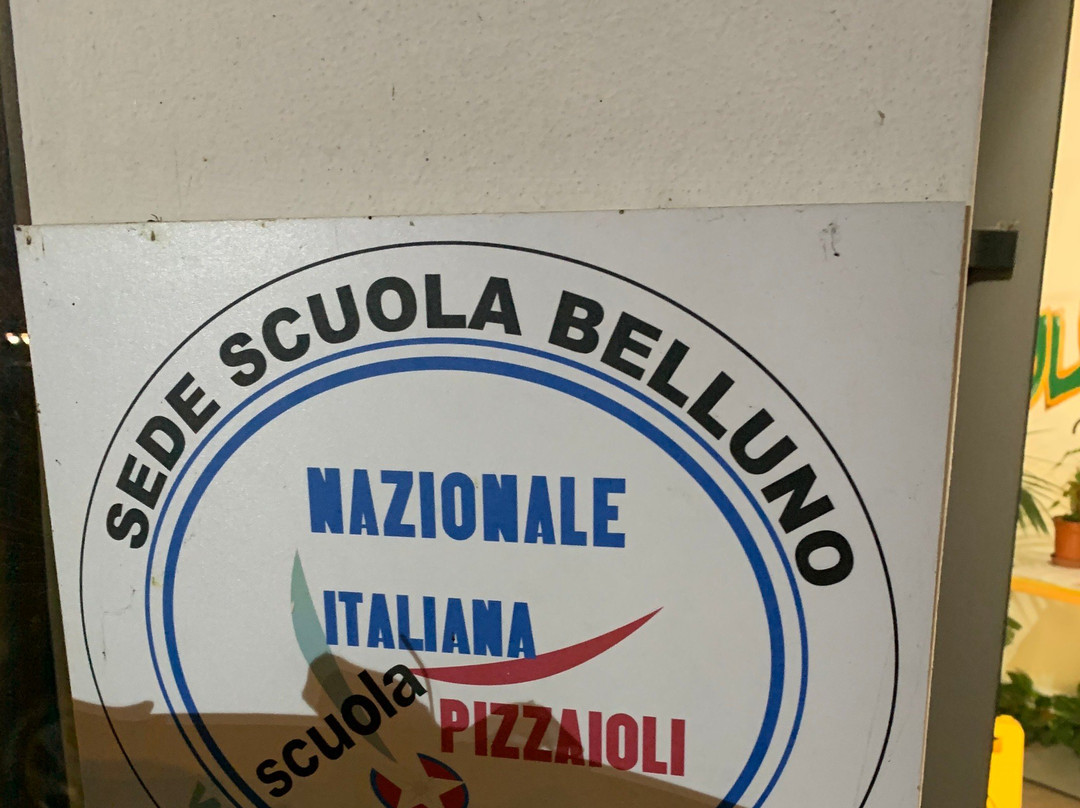 SEDE SCUOLA BELLUNO
NAZIONALE
ITALIANA
scuola
PIZZAIOLI